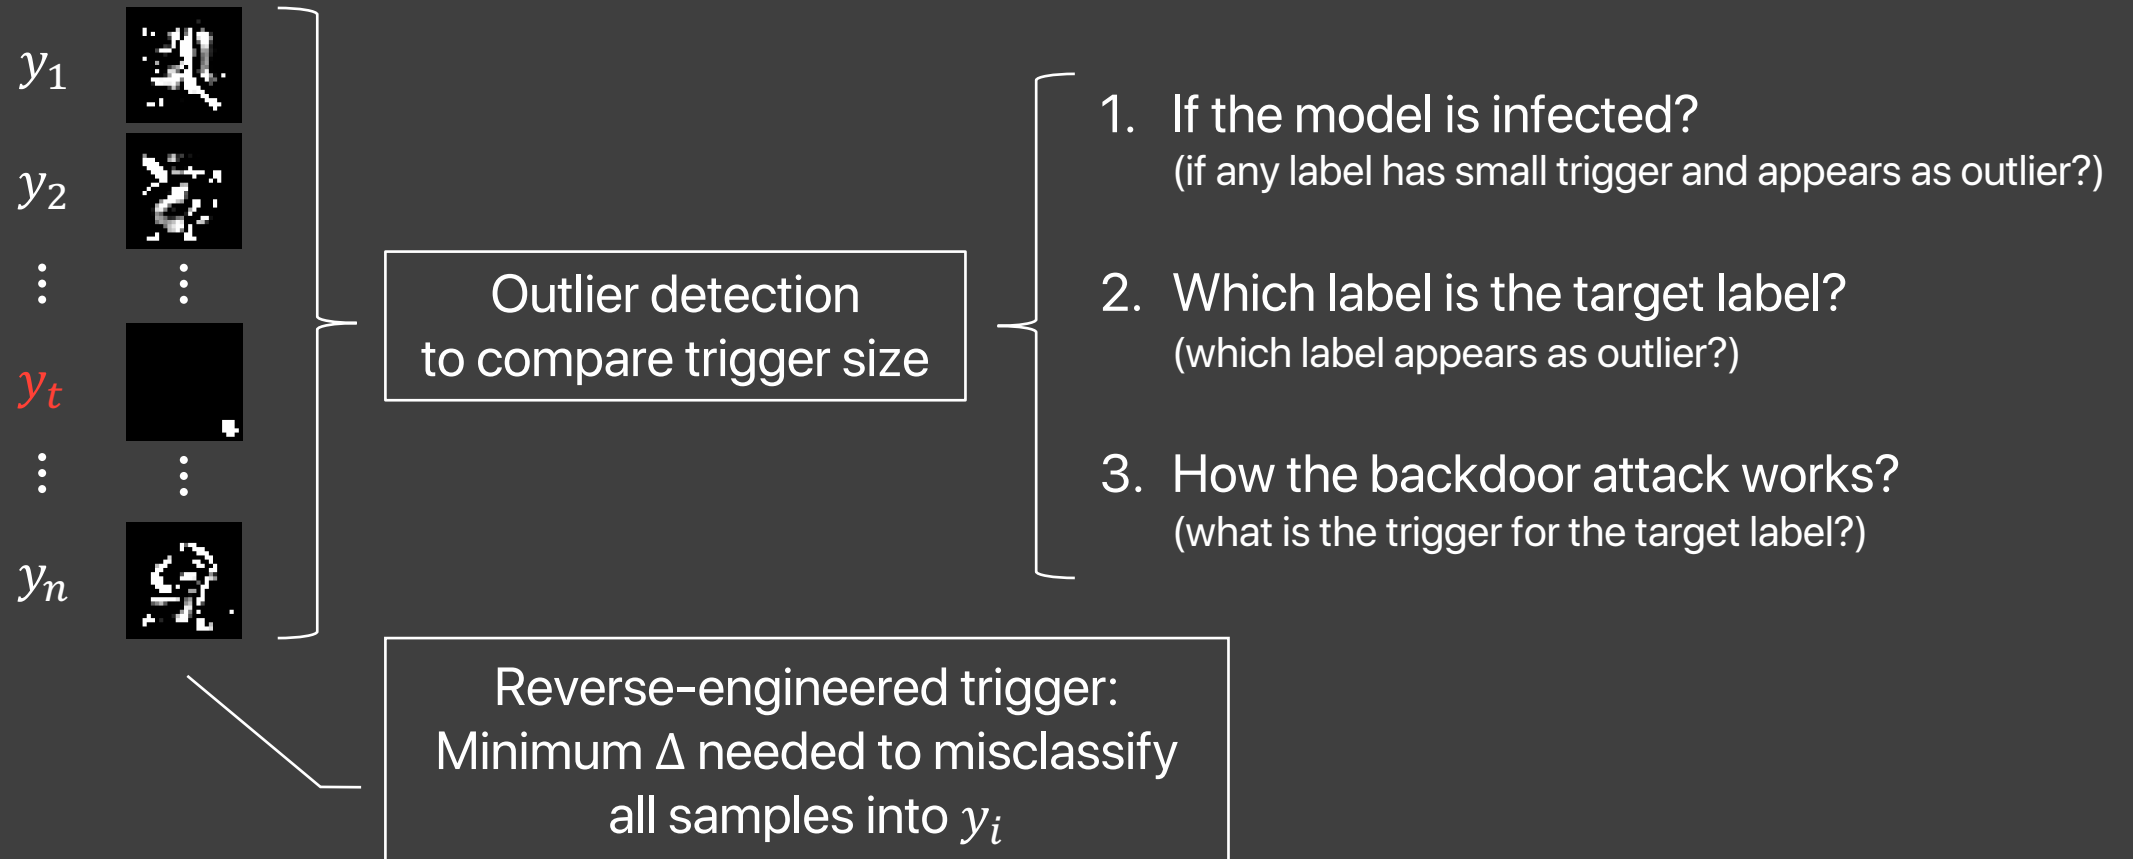 y₁
y₂
⋮ ⋮
yₜ
⋮ ⋮
yₙ
Outlier detection
to compare trigger size
Reverse-engineered trigger:
Minimum Δ needed to misclassify
all samples into yᵢ
1. If the model is infected?
(if any label has small trigger and appears as outlier?)
2. Which label is the target label?
(which label appears as outlier?)
3. How the backdoor attack works?
(what is the trigger for the target label?)